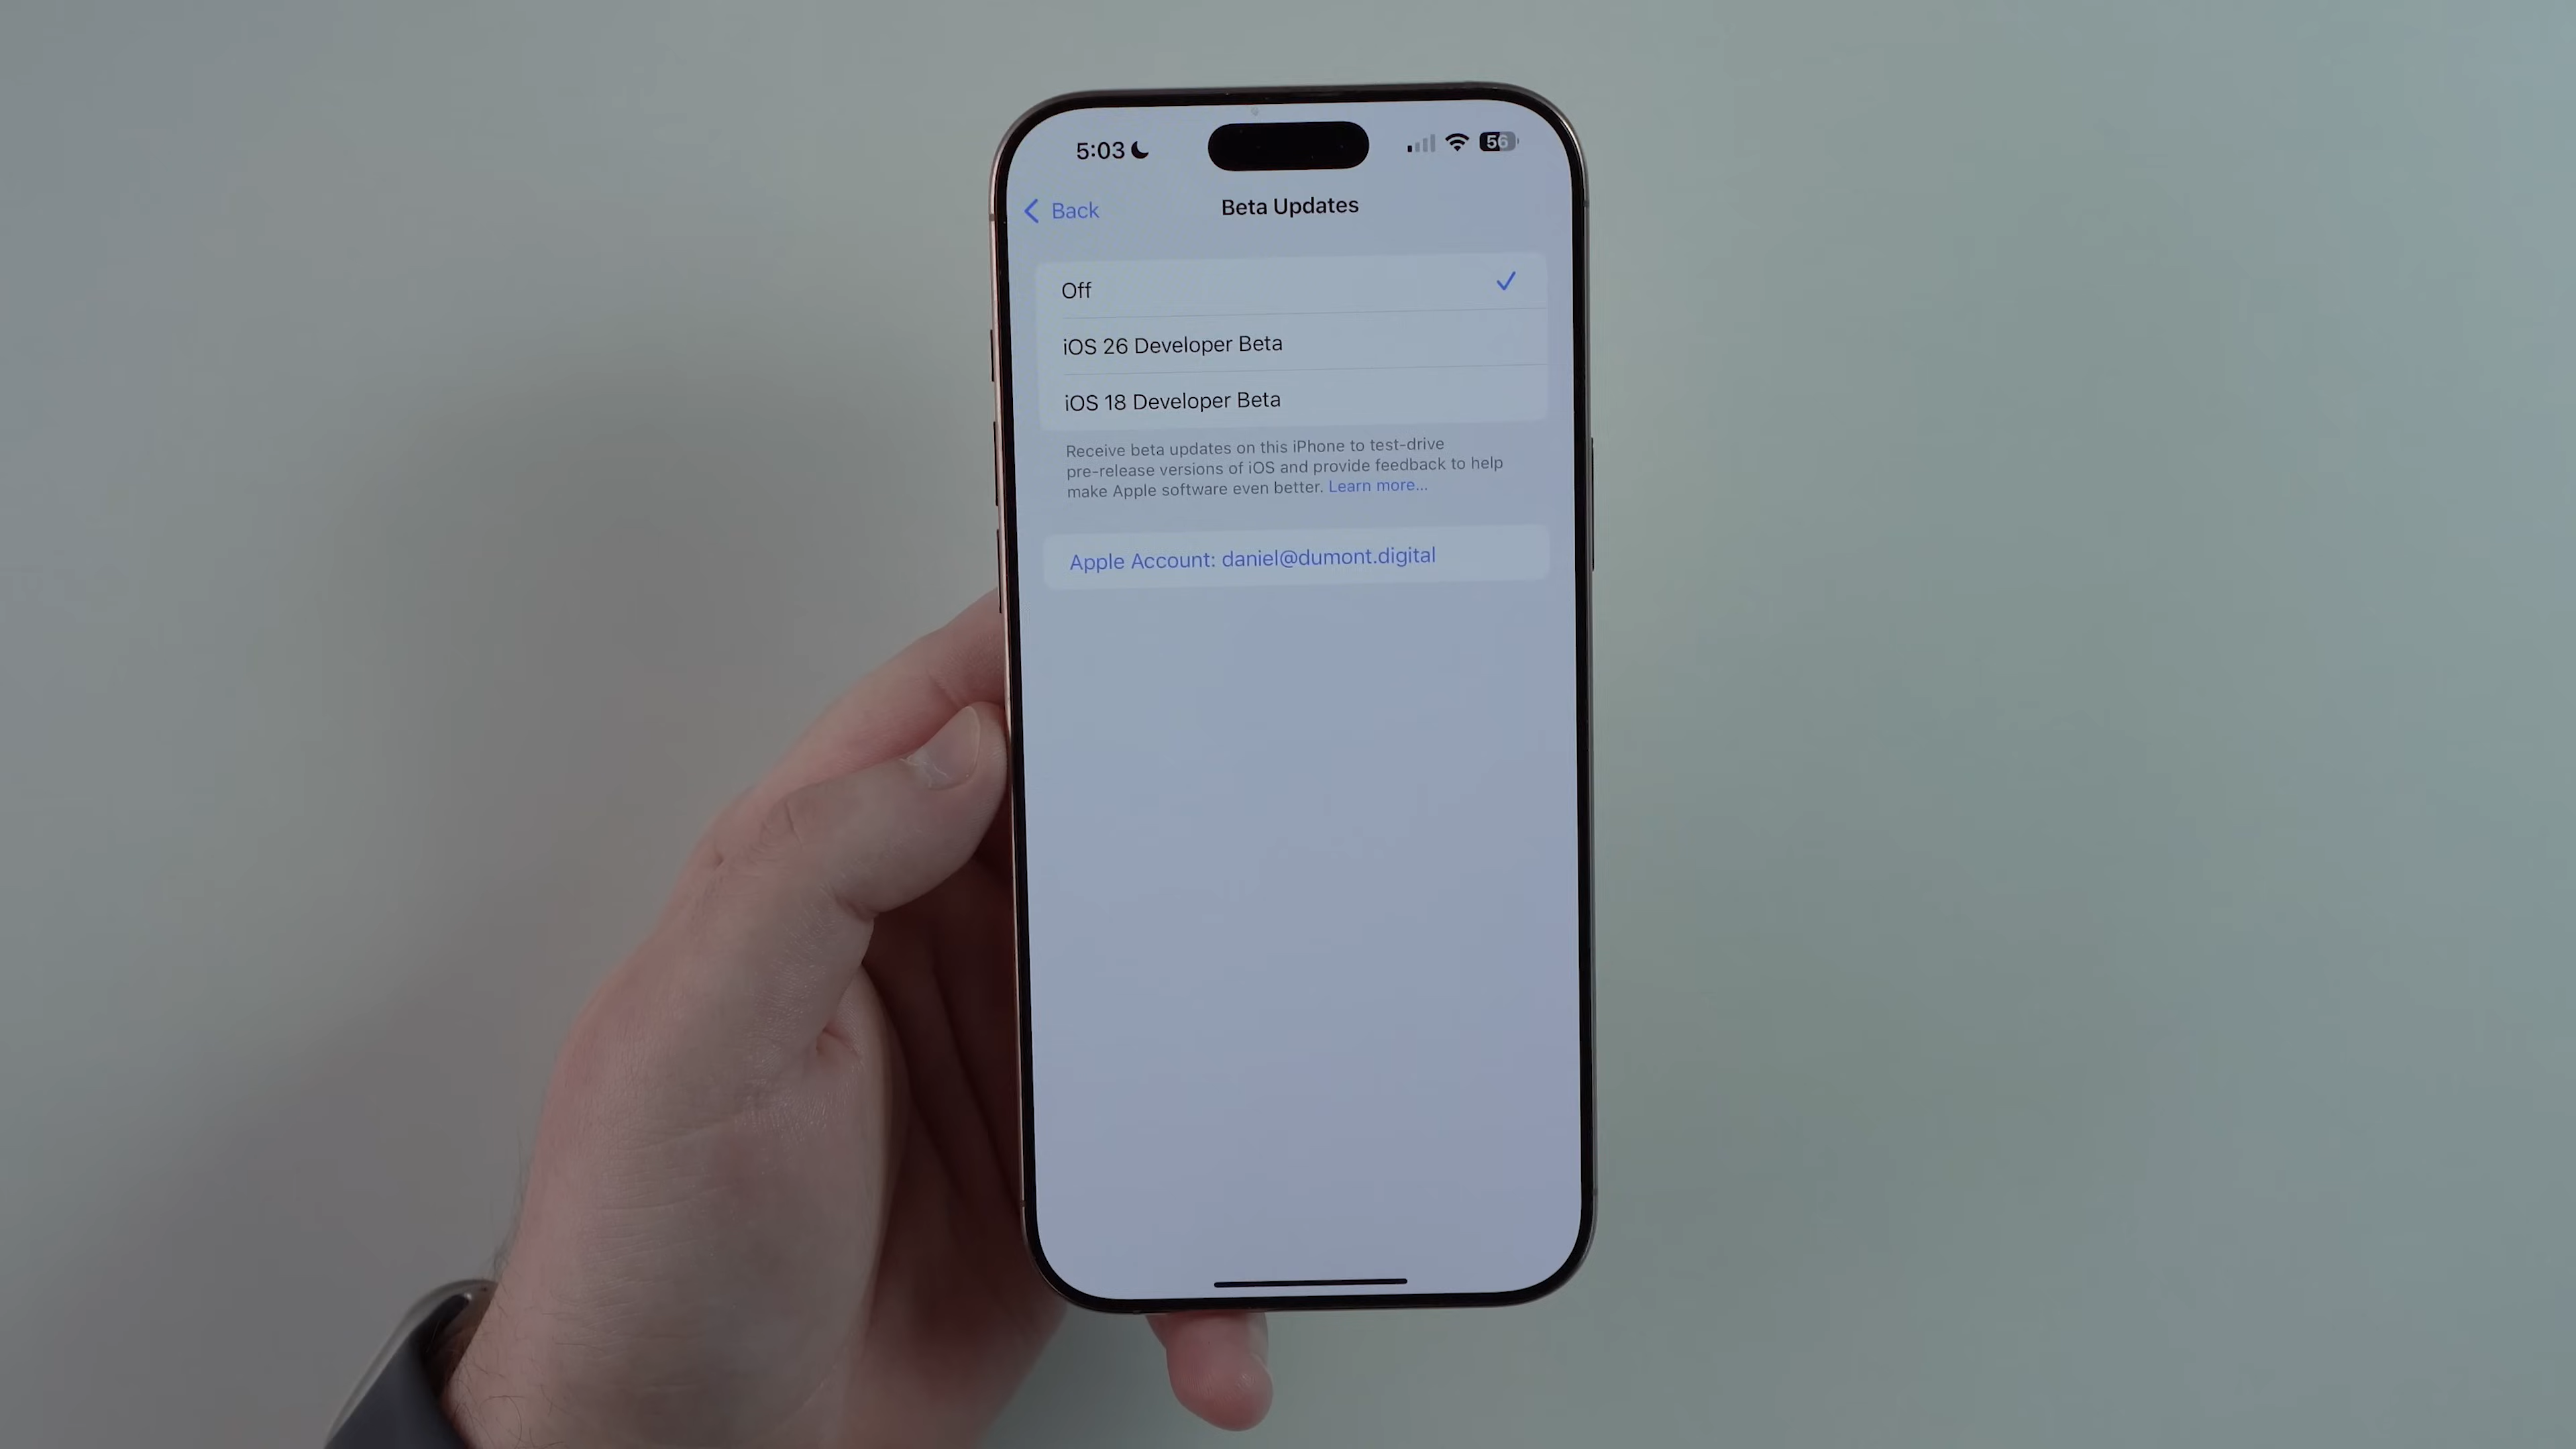 5:03
56
Back
Beta Updates
Off
iOS 26 Developer Beta
iOS 18 Developer Beta
Receive beta updates on this iPhone to test-drive
pre-release versions of iOS and provide feedback to help
make Apple software even better. Learn more...
Apple Account: daniel@dumont.digital